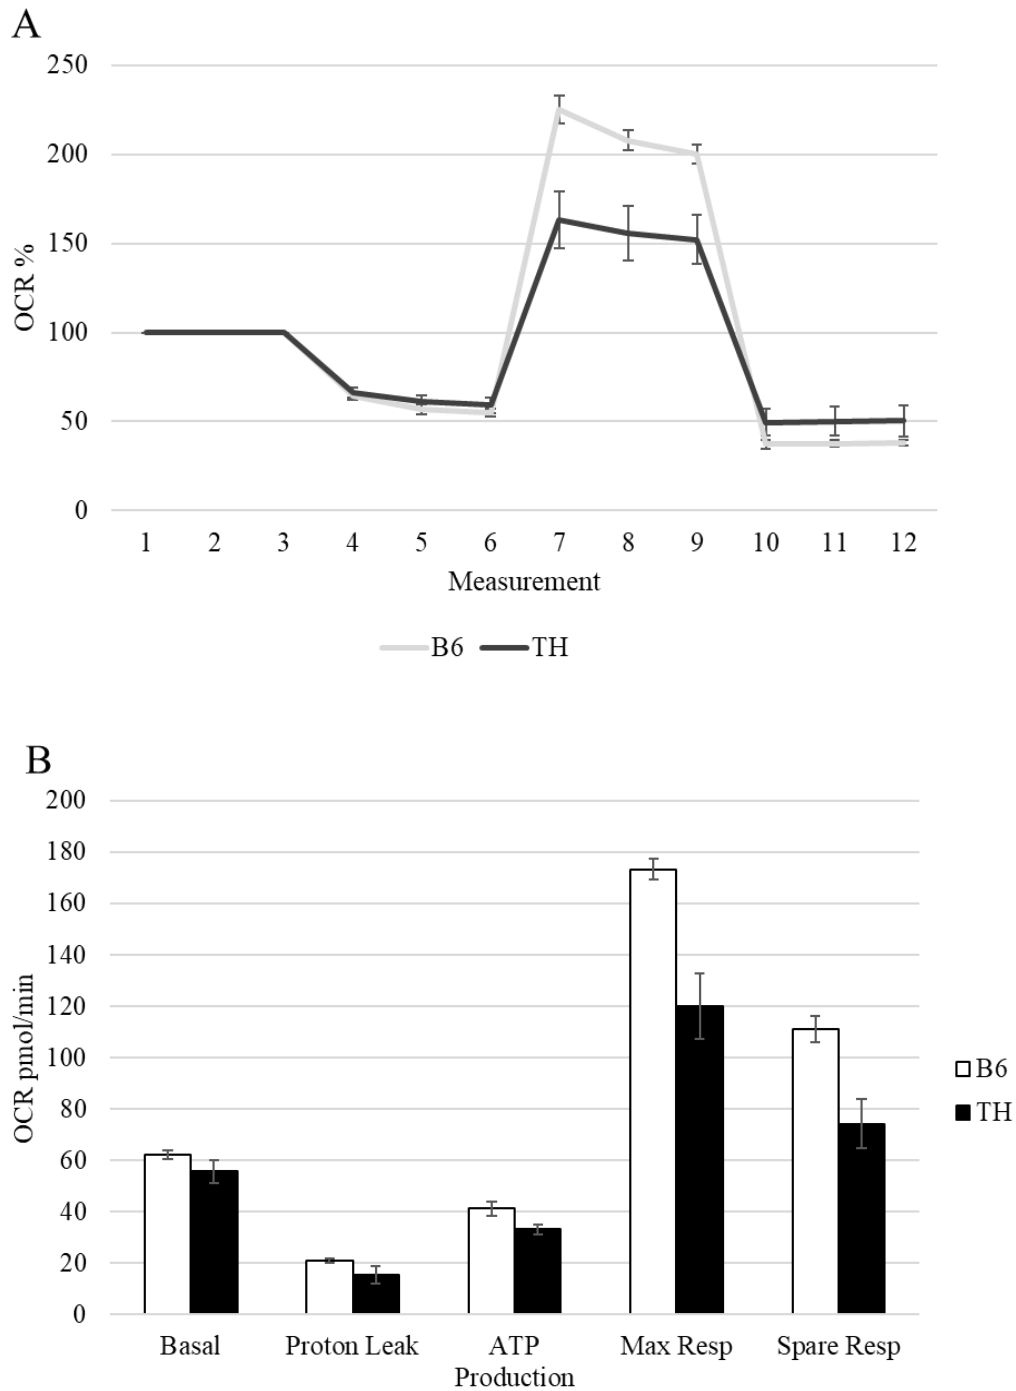 A
250
200
150
100
50
0
OCR %
1 2 3 4 5 6 7 8 9 10 11 12
Measurement
B6 TH
B
200
180
160
140
120
100
80
60
40
20
0
OCR pmol/min
Basal Proton Leak ATP Max Resp Spare Resp
Production
B6
TH